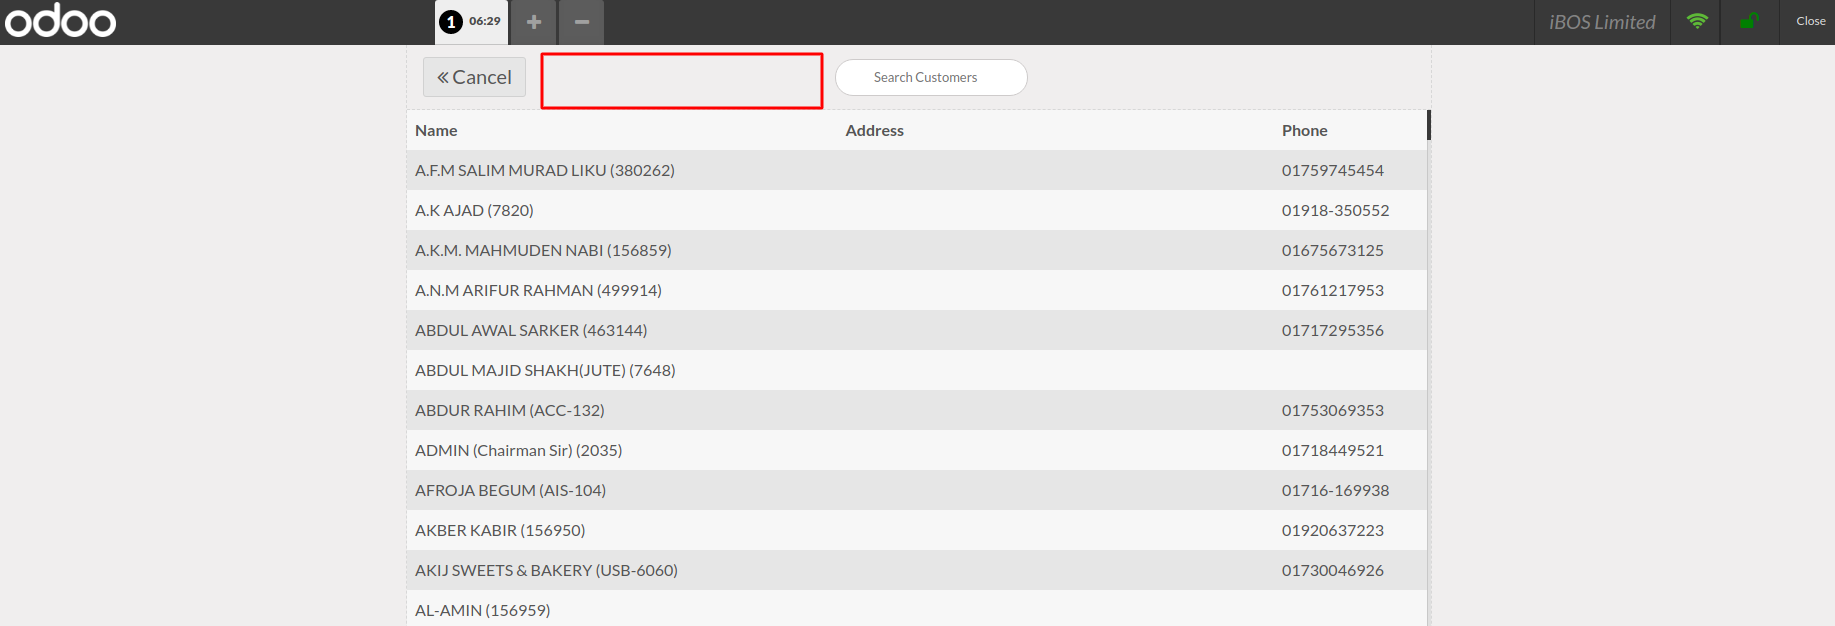 odoo 1 06:29 + − iBOS Limited Close
« Cancel Search Customers
Name Address Phone
A.F.M SALIM MURAD LIKU (380262) 01759745454
A.K AJAD (7820) 01918-350552
A.K.M. MAHMUDEN NABI (156859) 01675673125
A.N.M ARIFUR RAHMAN (499914) 01761217953
ABDUL AWAL SARKER (463144) 01717295356
ABDUL MAJID SHAKH(JUTE) (7648)
ABDUR RAHIM (ACC-132) 01753069353
ADMIN (Chairman Sir) (2035) 01718449521
AFROJA BEGUM (AIS-104) 01716-169938
AKBER KABIR (156950) 01920637223
AKIJ SWEETS & BAKERY (USB-6060) 01730046926
AL-AMIN (156959)